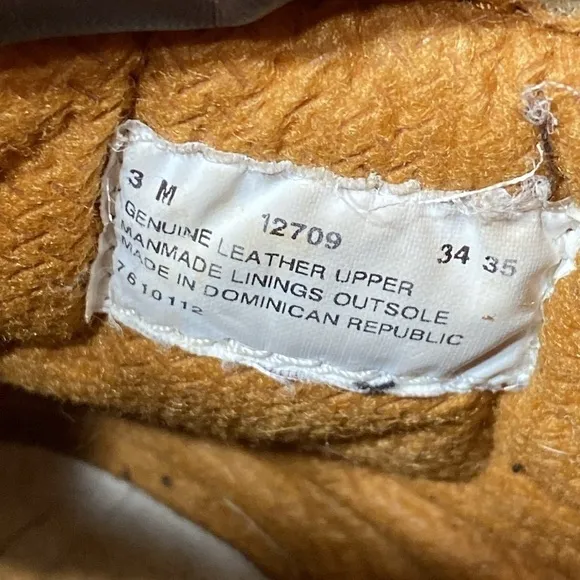 3 M 12709 34 35
GENUINE LEATHER UPPER
MANMADE LININGS OUTSOLE
MADE IN DOMINICAN REPUBLIC
7610112